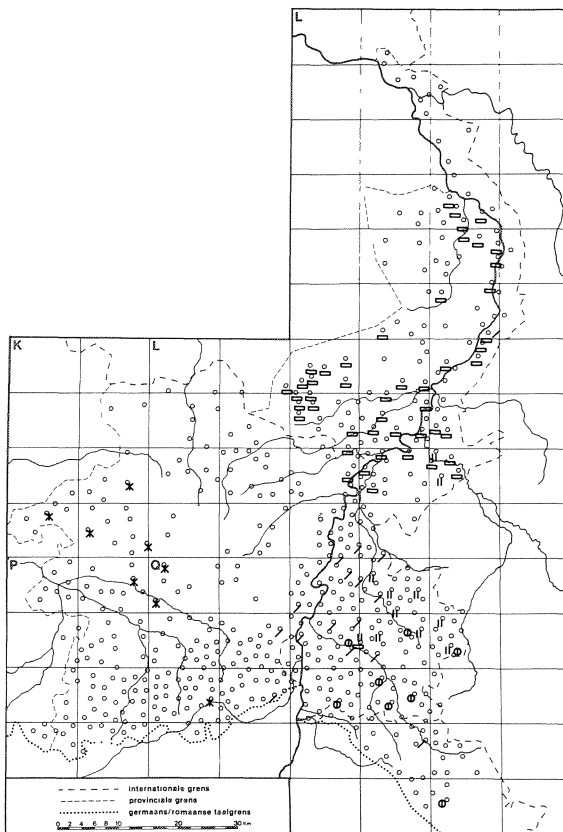 L
K
L
P
Q
internationale grens
provinciale grens
germaans/romaanse taalgrens
0 2 4 6 8 10 20 30 Km